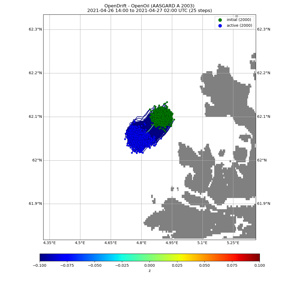 OpenDrift - OpenOil (AASGARD A 2003)
2021-04-26 14:00 to 2021-04-27 02:00 UTC (25 steps)
initial (2000)
active (2000)
62.3°N
62.3°N
62.2°N
62.2°N
62.1°N
62.1°N
62°N
62°N
61.9°N
61.9°N
4.35°E
4.5°E
4.65°E
4.8°E
4.95°E
5.1°E
5.25°E
-0.100
-0.075
-0.050
-0.025
0.000
0.025
0.050
0.075
0.100
z